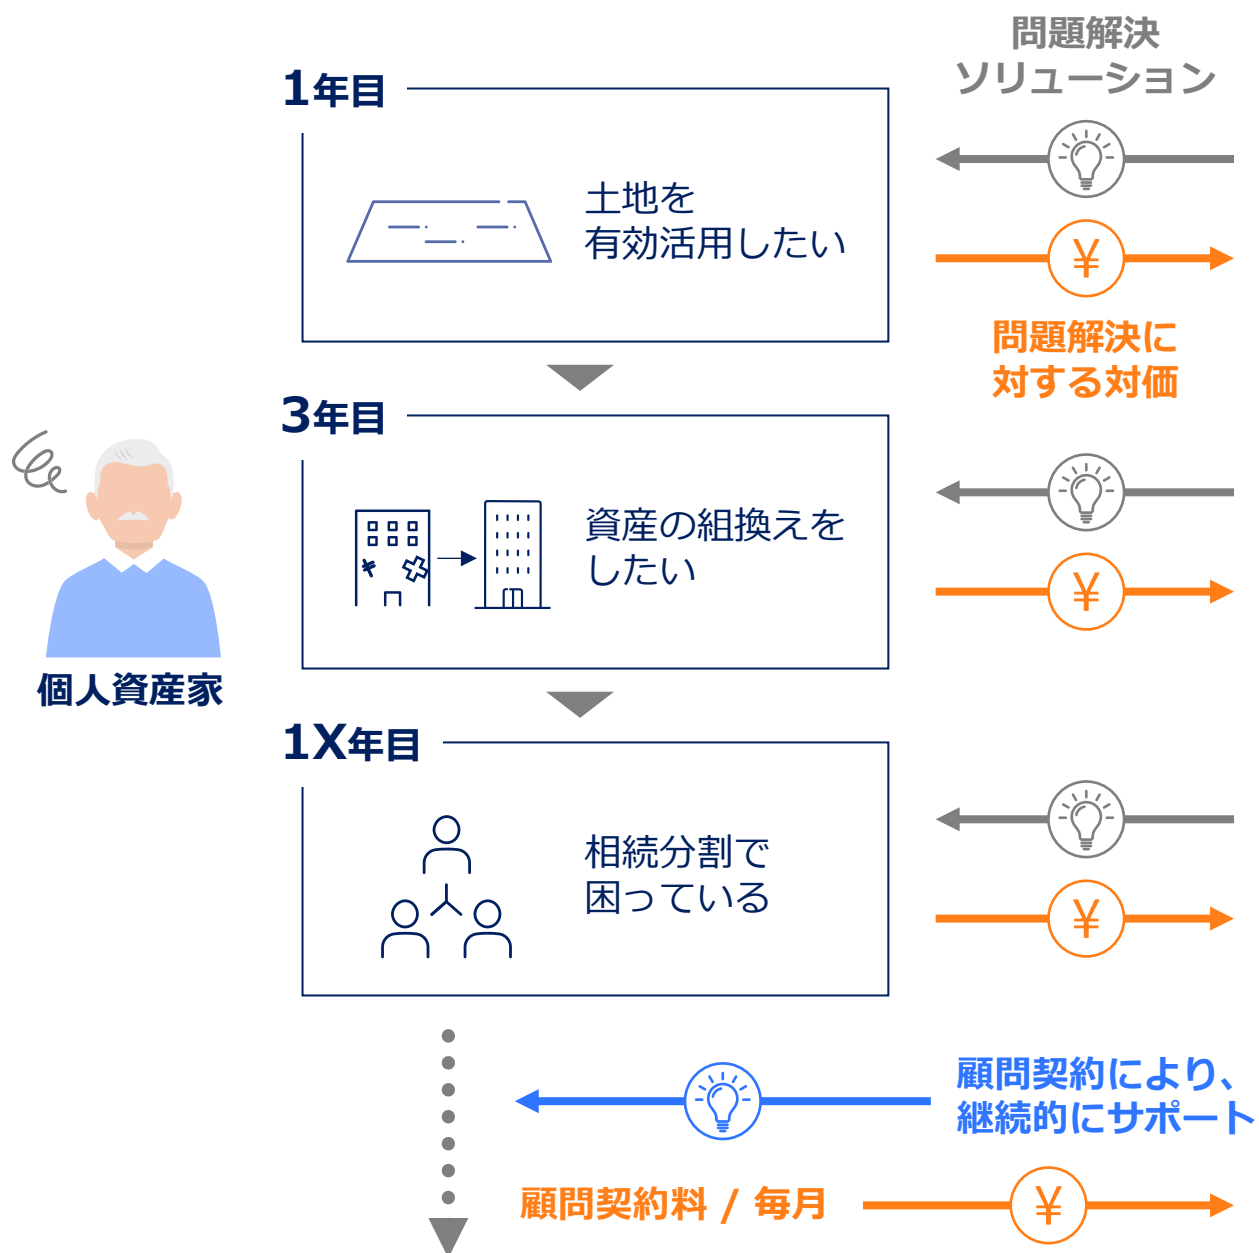 問題解決
ソリューション
1年目
土地を
有効活用したい
¥
問題解決に
対する対価
3年目
資産の組換えを
したい
¥
個人資産家
1X年目
相続分割で
困っている
¥
顧問契約により、
継続的にサポート
顧問契約料 / 毎月
¥